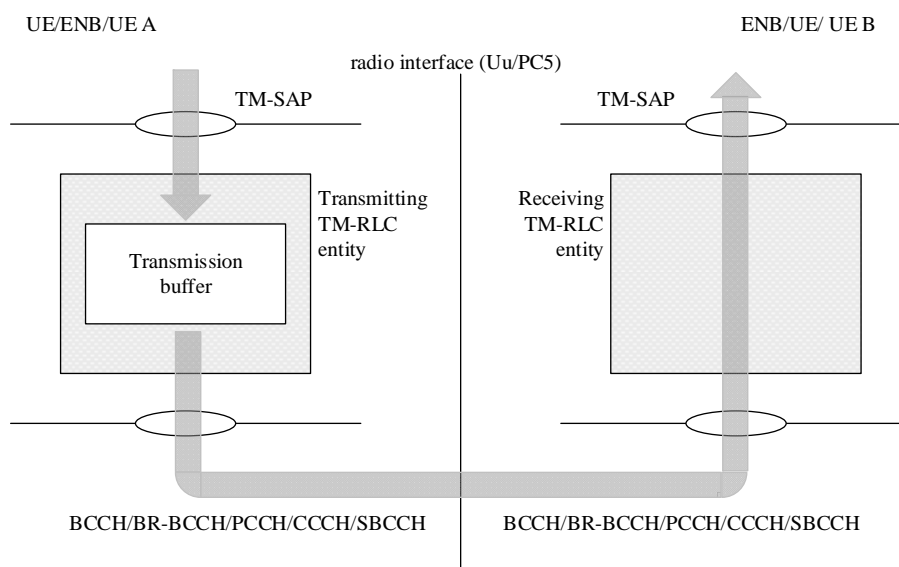 UE/ENB/UE A
ENB/UE/ UE B
radio interface (Uu/PC5)
TM-SAP
TM-SAP
Transmitting
TM-RLC
entity
Receiving
TM-RLC
entity
Transmission
buffer
BCCH/BR-BCCH/PCCH/CCCH/SBCCH
BCCH/BR-BCCH/PCCH/CCCH/SBCCH